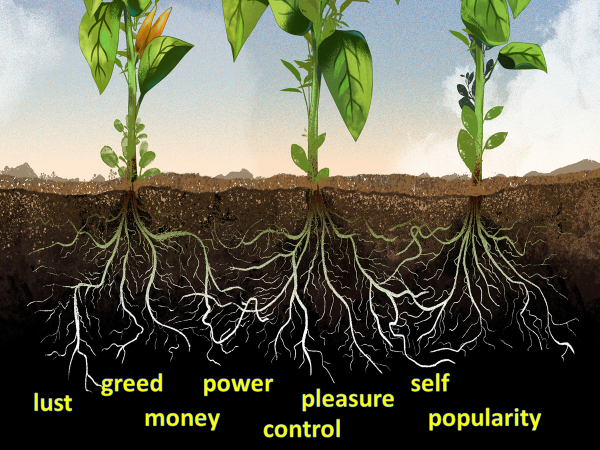 greed power pleasure self
lust money control popularity